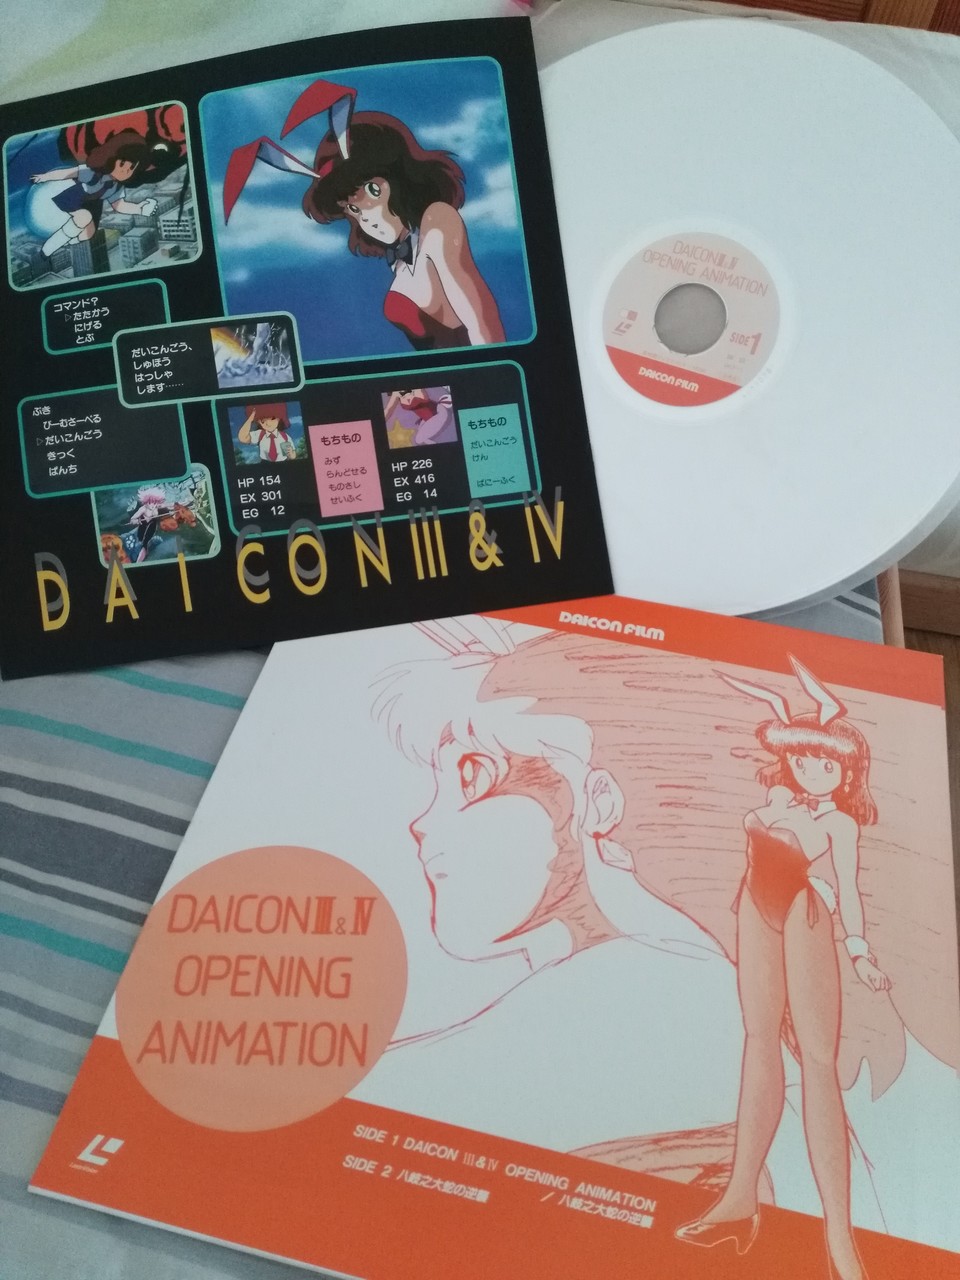 コマンド?
▷たたかう
にげる
とぶ
だいこんごう、
しゅほう
はっしゃ
します……
ぶき
びーむさーべる
▷だいこんごう
きっく
ぱんち
HP 154
EX 301
EG 12
もちもの
みず
らんどせる
ものさし
せいふく
HP 226
EX 416
EG 14
もちもの
だいこんごう
けん
ばにーふく
DAICON III & IV
DAICON III & IV
OPENING ANIMATION
SIDE 1
DAICON FILM
DAICON FILM
DAICON III & IV
OPENING
ANIMATION
SIDE 1 DAICON III & IV OPENING ANIMATION
SIDE 2 八岐之大蛇の逆襲 / 八岐之大蛇の逆襲